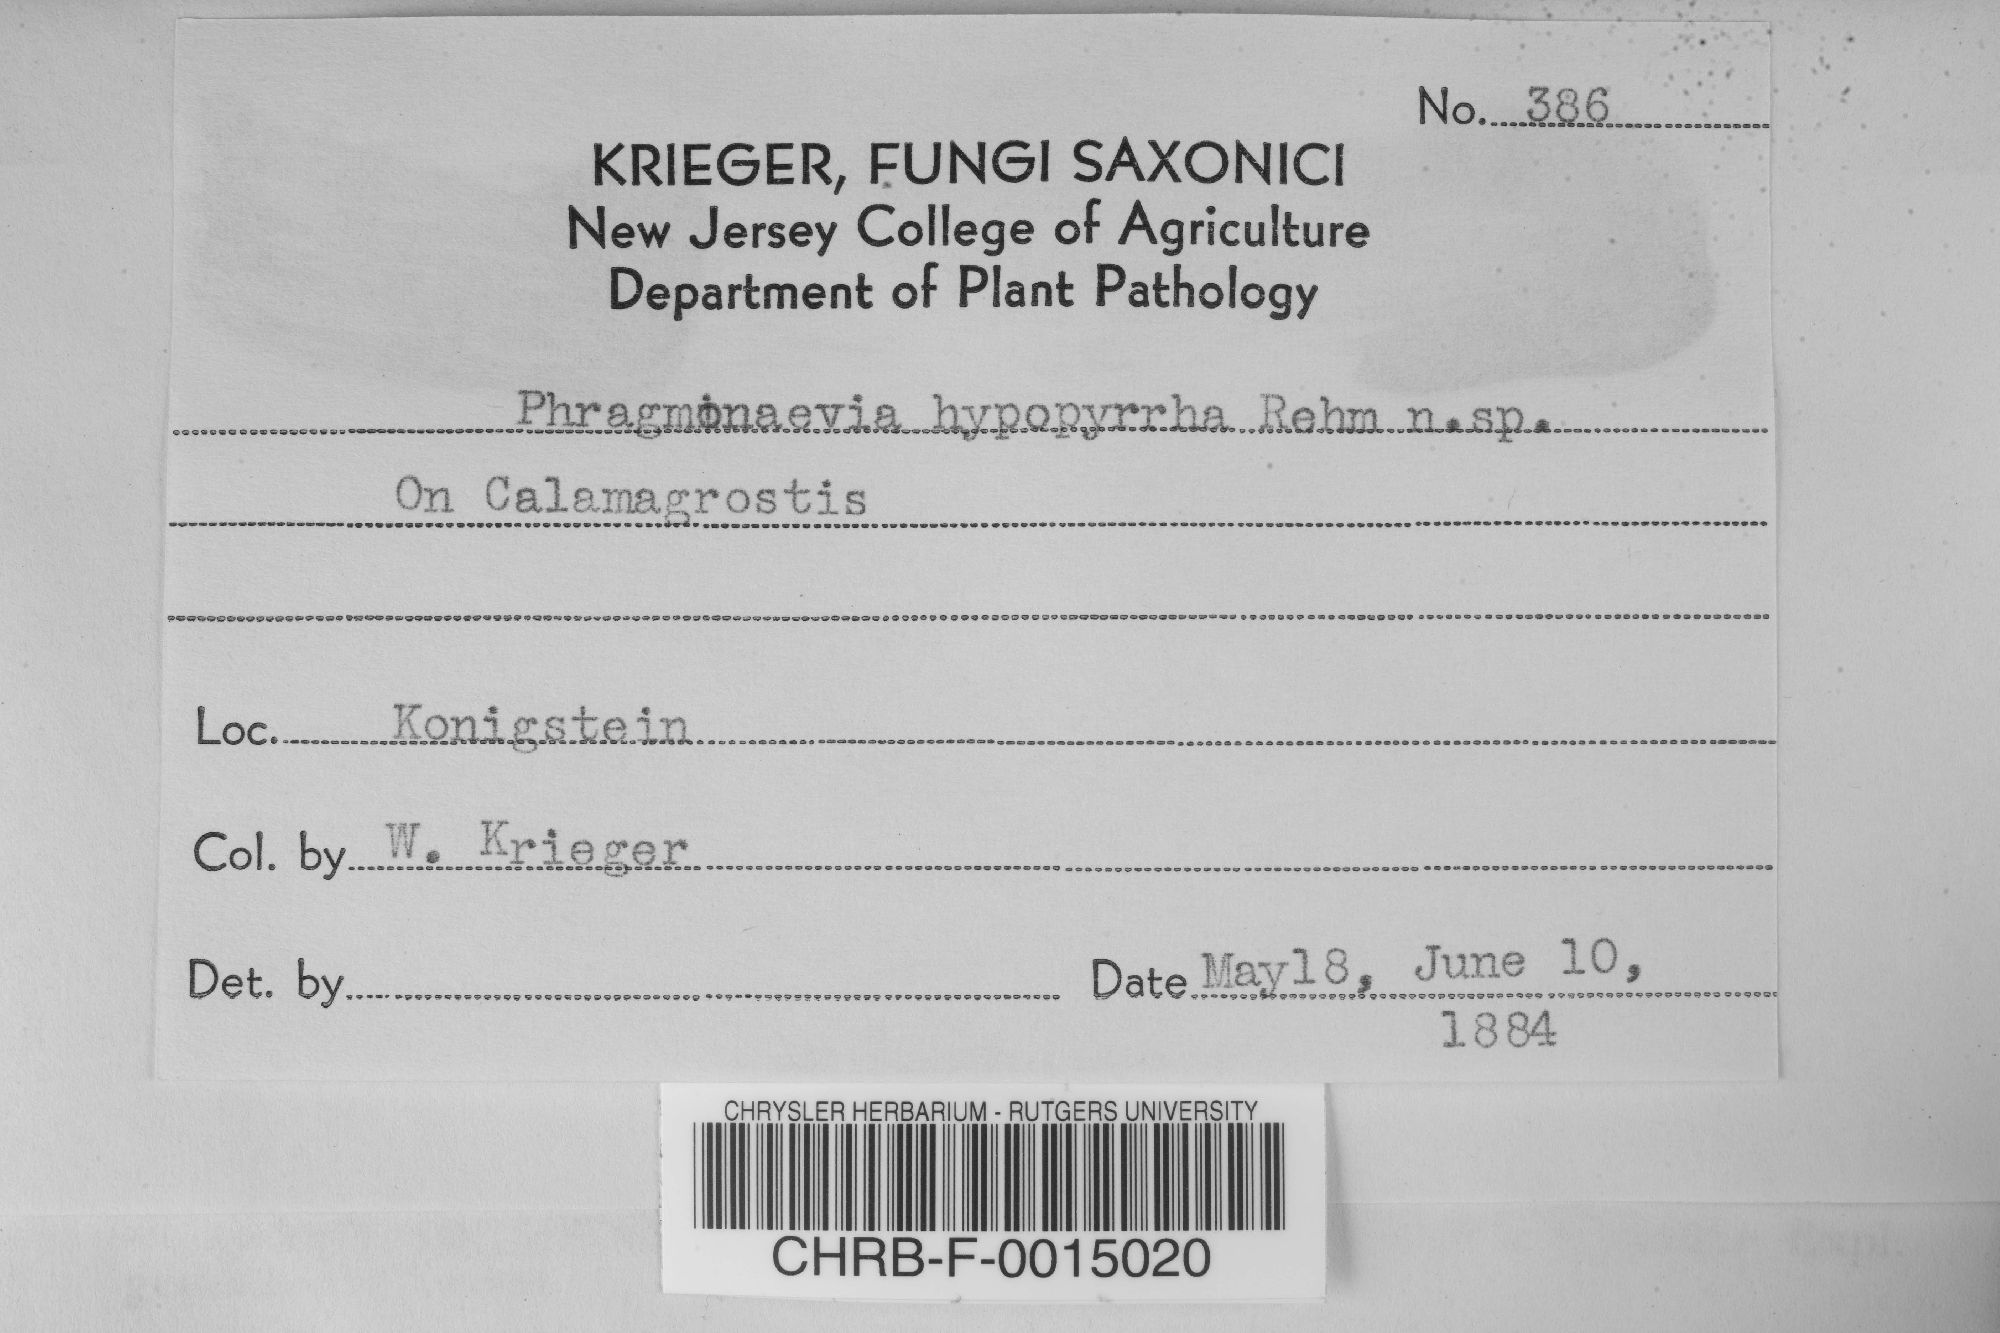 No. 386
KRIEGER, FUNGI SAXONICI
New Jersey College of Agriculture
Department of Plant Pathology
Phragmonaevia hypopyrrha Rehm n.sp.
On Calamagrostis
Loc. Konigstein
Col. by W. Krieger
Det. by
Date May18, June 10,
1884
CHRYSLER HERBARIUM - RUTGERS UNIVERSITY
CHRB-F-0015020